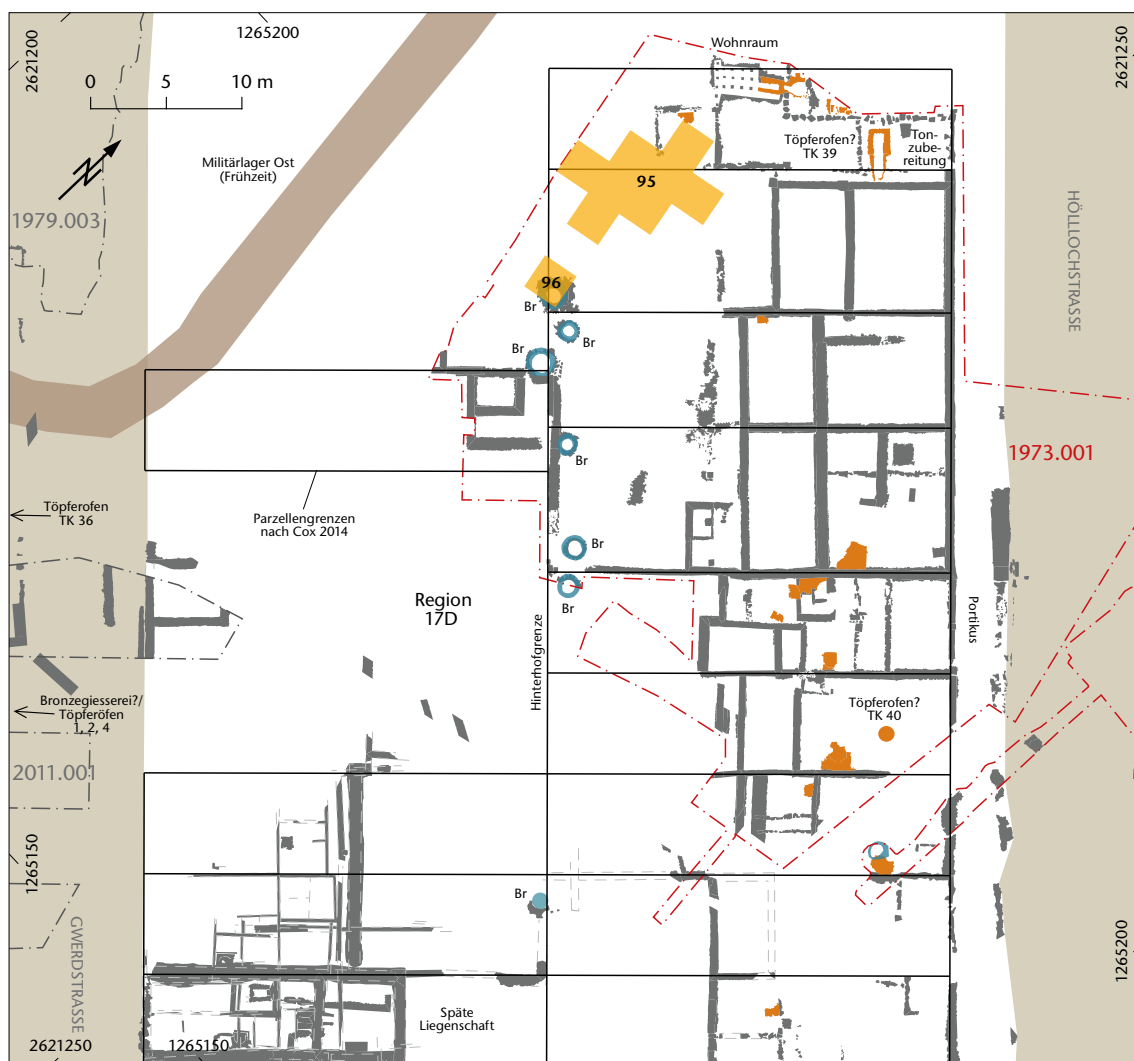 1265200
2621200
2621250
0 5 10 m
Wohnraum
Militärlager Ost
(Frühzeit)
Töpferofen?
TK 39
Ton-
zube-
reitung
1979.003
95
96
HÖLLLOCHSTRASSE
Br
Br
Br
Br
1973.001
Töpferofen
TK 36
Parzellengrenzen
nach Cox 2014
Br
Br
Region
17D
Hinterhofgrenze
Portikus
Bronzegiesserei?/
Töpferöfen
1, 2, 4
Töpferofen?
TK 40
2011.001
1265150
Br
GWERDSTRASSE
1265200
Späte
Liegenschaft
2621250
1265150